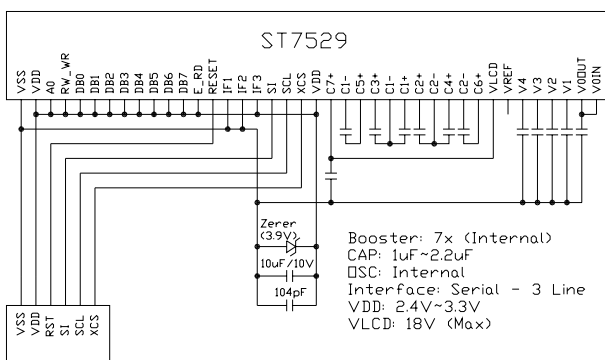 ST7529
VSS VDD A0 RW_WR DB0 DB1 DB2 DB3 DB4 DB5 DB6 DB7 E_RD RESET IF1 IF2 IF3 SI SCL XCS VDD C7+ C1- C5+ C3+ C1- C1+ C2+ C2- C4+ C2- C6+ VLCD VREF V4 V3 V2 V1 V0OUT V0IN
Zerer
(3.9V)
10uF/10V
104pF
Booster: 7x (Internal)
CAP: 1uF~2.2uF
OSC: Internal
Interface: Serial - 3 Line
VDD: 2.4V~3.3V
VLCD: 18V (Max)
VSS VDD RST SI SCL XCS